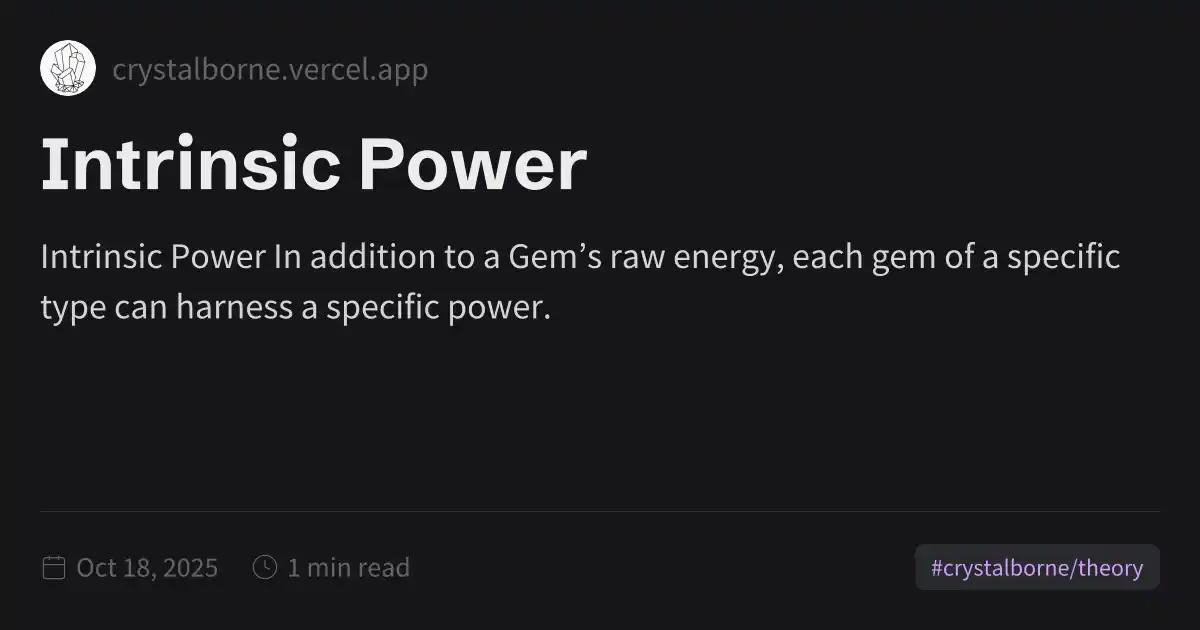 crystalborne.vercel.app
Intrinsic Power
Intrinsic Power In addition to a Gem’s raw energy, each gem of a specific
type can harness a specific power.
Oct 18, 2025 1 min read #crystalborne/theory